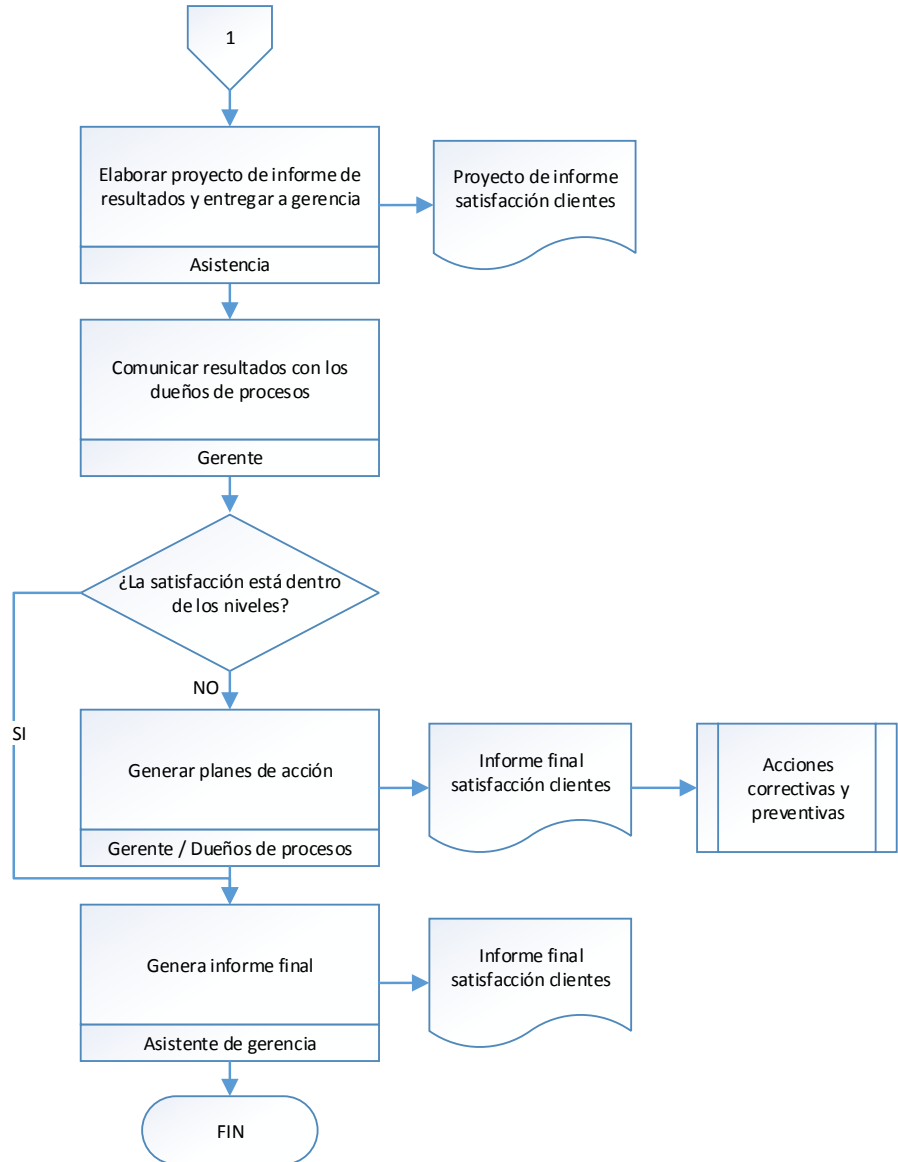 1
Elaborar proyecto de informe de
resultados y entregar a gerencia
Asistencia
Proyecto de informe
satisfacción clientes
Comunicar resultados con los
dueños de procesos
Gerente
¿La satisfacción está dentro
de los niveles?
NO
SI
Generar planes de acción
Gerente / Dueños de procesos
Informe final
satisfacción clientes
Acciones
correctivas y
preventivas
Genera informe final
Asistente de gerencia
Informe final
satisfacción clientes
FIN